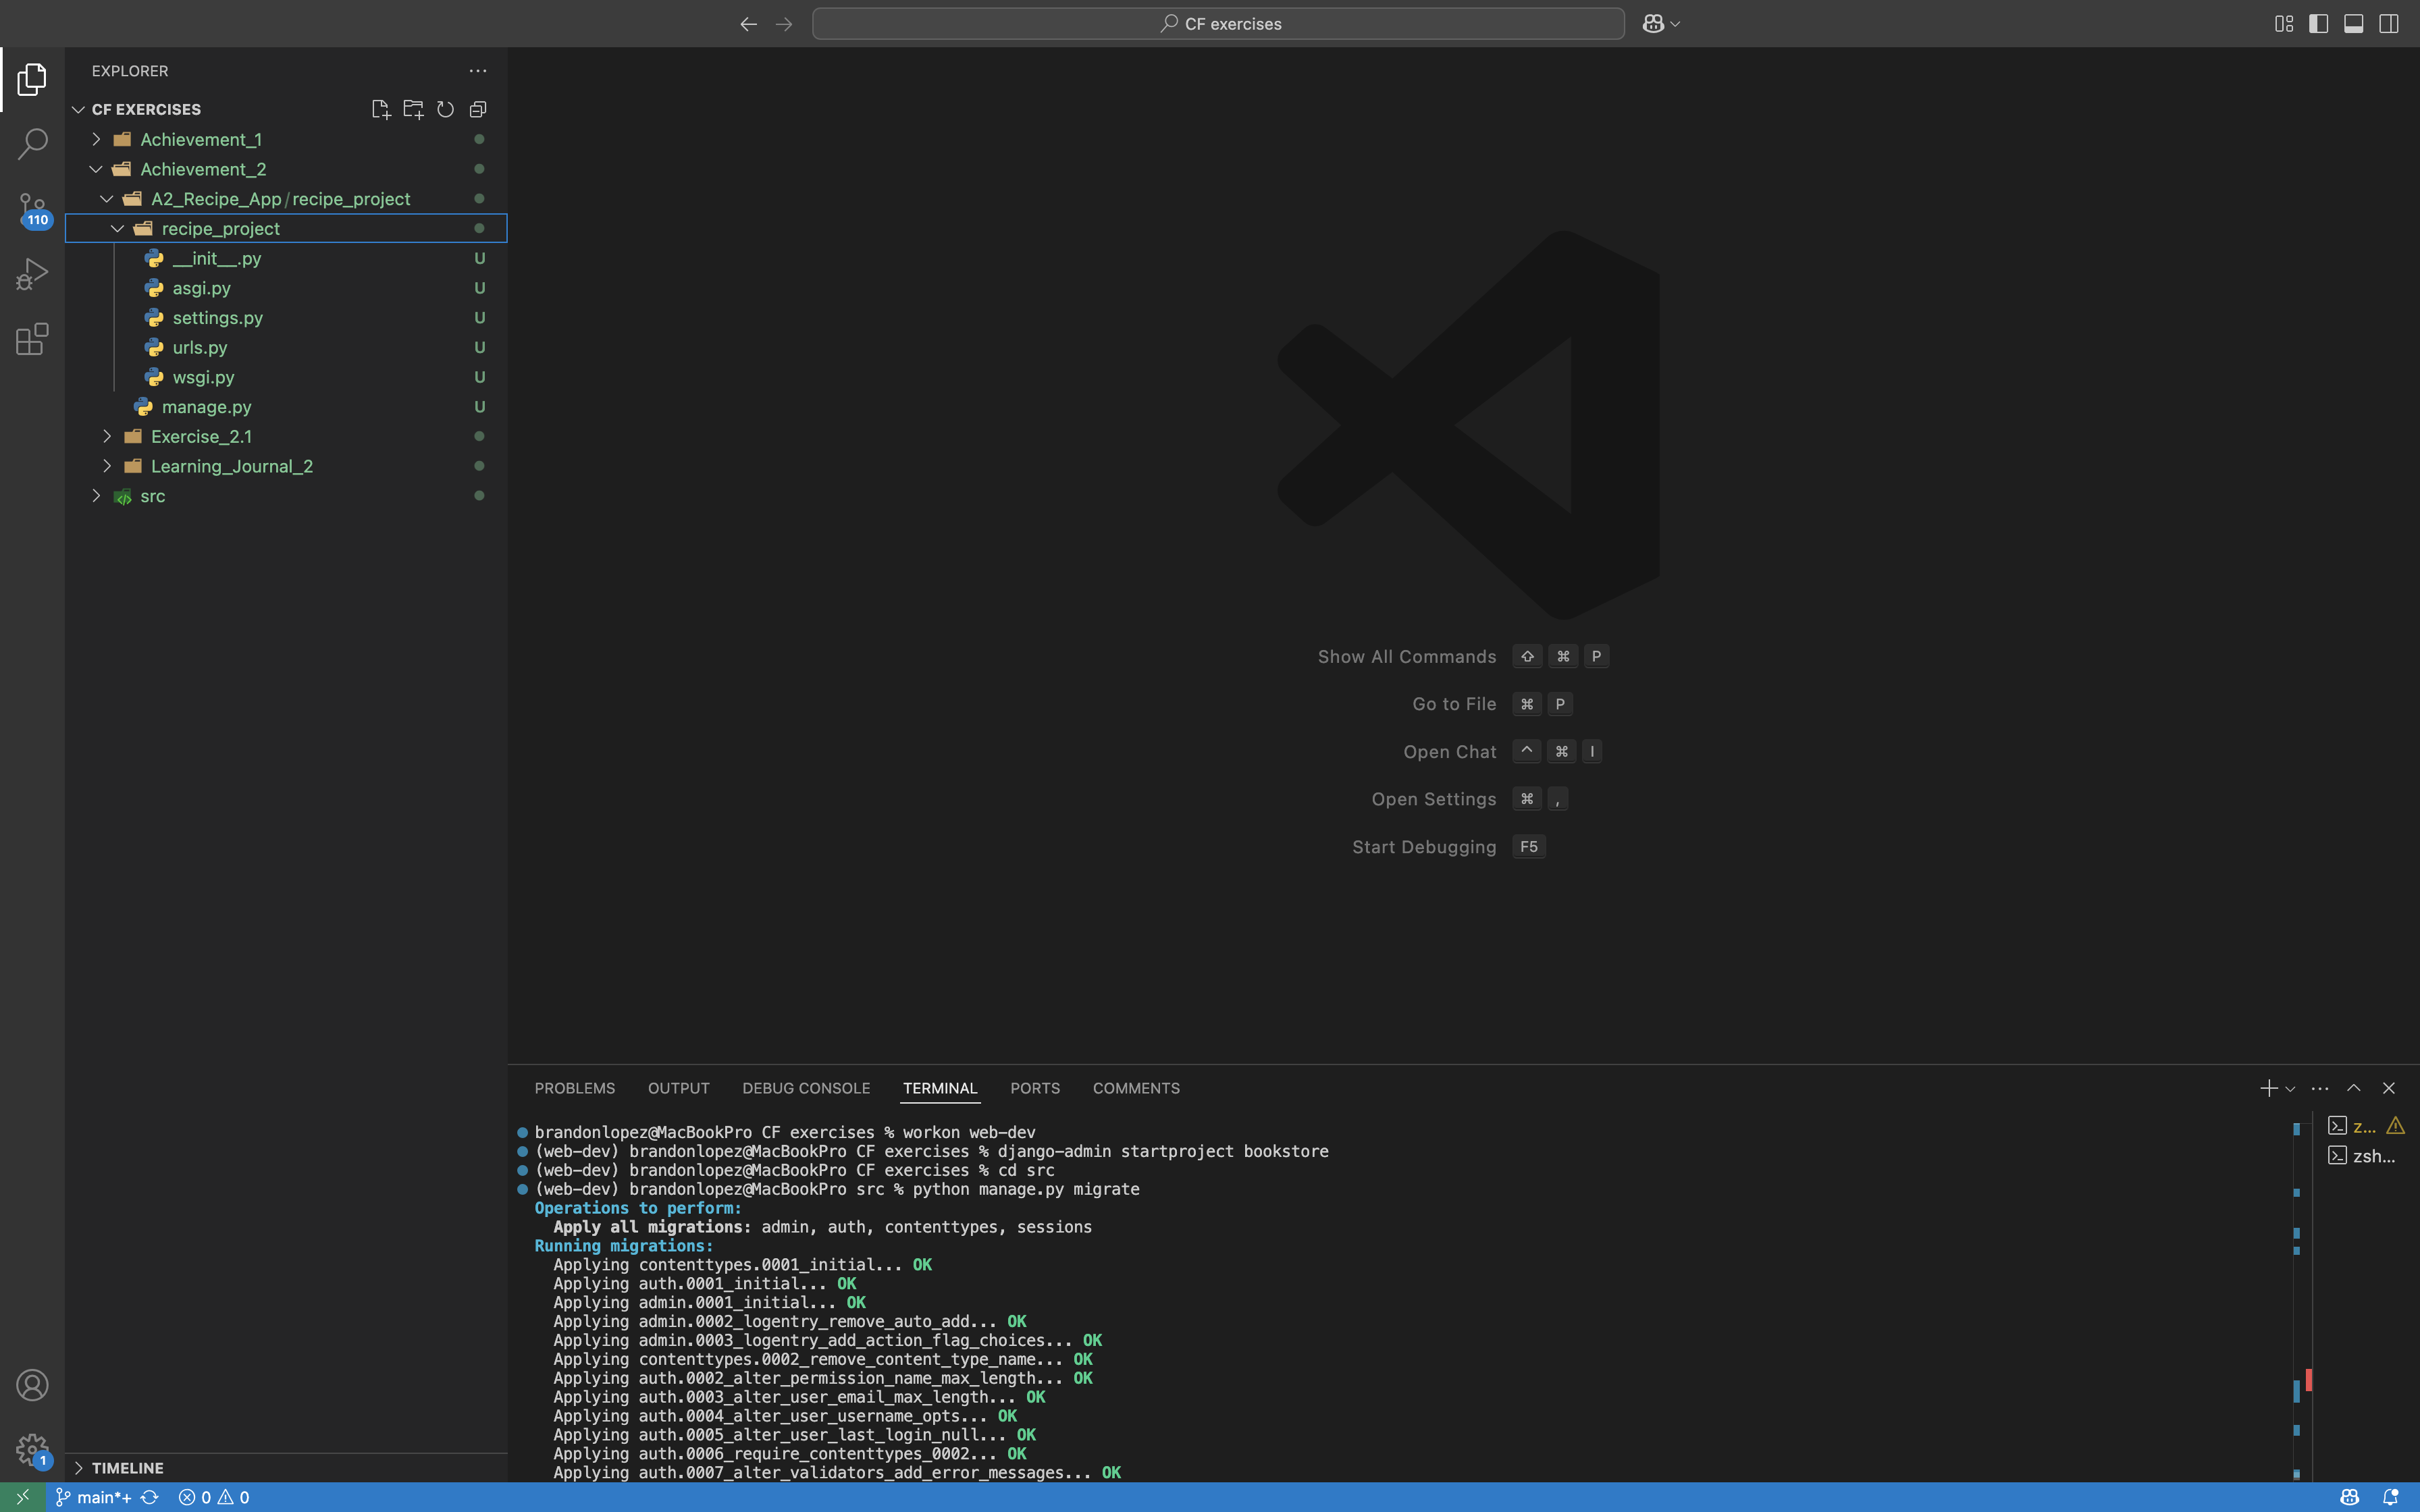 CF exercises
EXPLORER
CF EXERCISES
Achievement_1
Achievement_2
A2_Recipe_App/recipe_project
recipe_project
__init__.py U
asgi.py U
settings.py U
urls.py U
wsgi.py U
manage.py U
Exercise_2.1
Learning_Journal_2
src
110
1
TIMELINE
Show All Commands ⇧ ⌘ P
Go to File ⌘ P
Open Chat ^ ⌘ I
Open Settings ⌘ ,
Start Debugging F5
PROBLEMS OUTPUT DEBUG CONSOLE TERMINAL PORTS COMMENTS
brandonlopez@MacBookPro CF exercises % workon web-dev
(web-dev) brandonlopez@MacBookPro CF exercises % django-admin startproject bookstore
(web-dev) brandonlopez@MacBookPro CF exercises % cd src
(web-dev) brandonlopez@MacBookPro src % python manage.py migrate
Operations to perform:
Apply all migrations: admin, auth, contenttypes, sessions
Running migrations:
Applying contenttypes.0001_initial... OK
Applying auth.0001_initial... OK
Applying admin.0001_initial... OK
Applying admin.0002_logentry_remove_auto_add... OK
Applying admin.0003_logentry_add_action_flag_choices... OK
Applying contenttypes.0002_remove_content_type_name... OK
Applying auth.0002_alter_permission_name_max_length... OK
Applying auth.0003_alter_user_email_max_length... OK
Applying auth.0004_alter_user_username_opts... OK
Applying auth.0005_alter_user_last_login_null... OK
Applying auth.0006_require_contenttypes_0002... OK
Applying auth.0007_alter_validators_add_error_messages... OK
z...
zsh...
main*+ 0 0